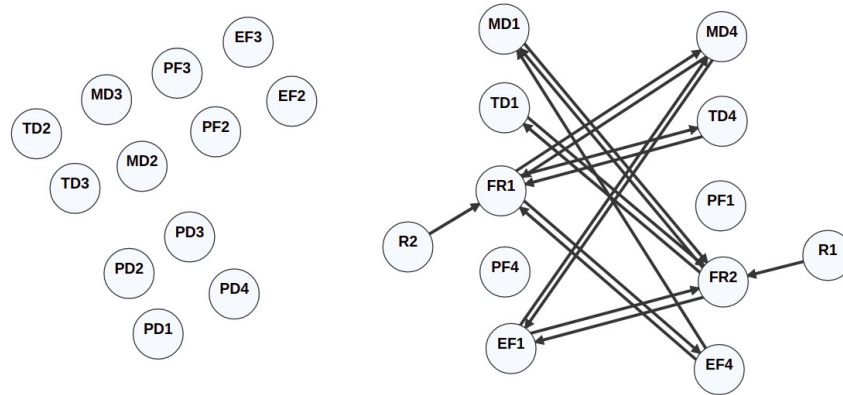 EF3
PF3
MD3
EF2
TD2
PF2
MD2
TD3
PD3
PD2
PD4
PD1
MD1
MD4
TD1
TD4
FR1
PF1
R2
R1
PF4
FR2
EF1
EF4